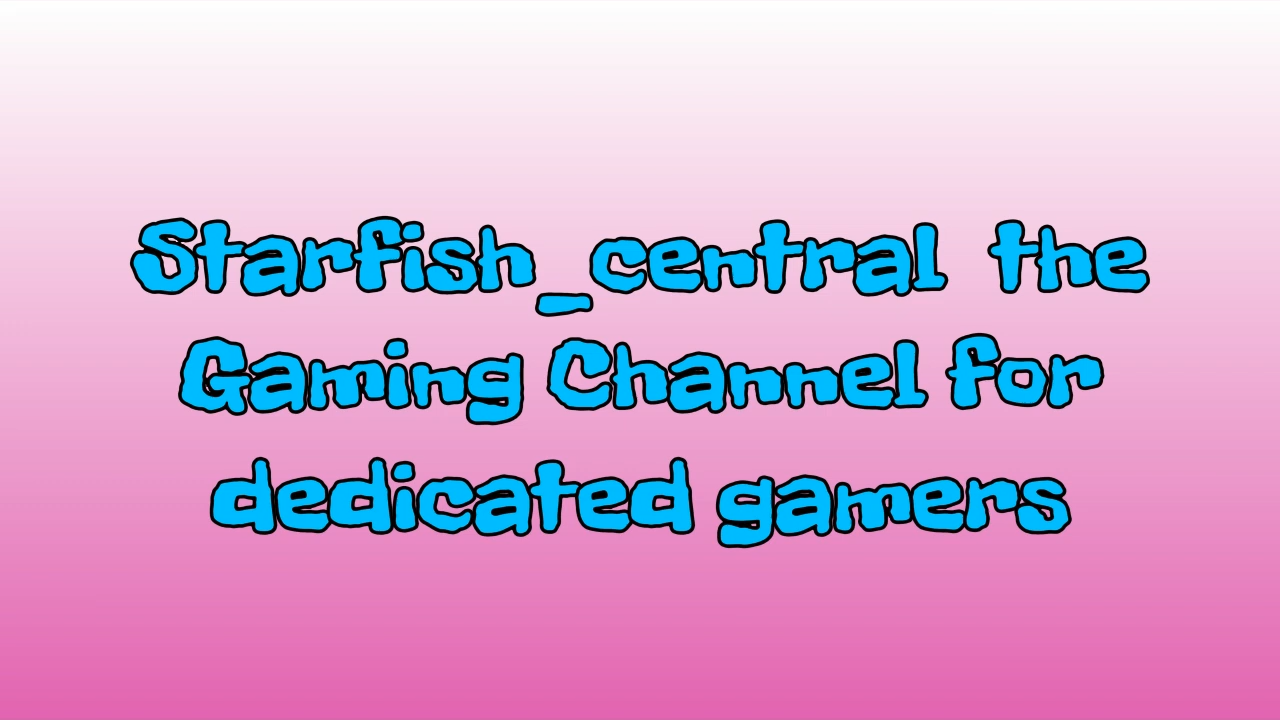 Starfish_central  the
Gaming Channel for
dedicated gamers